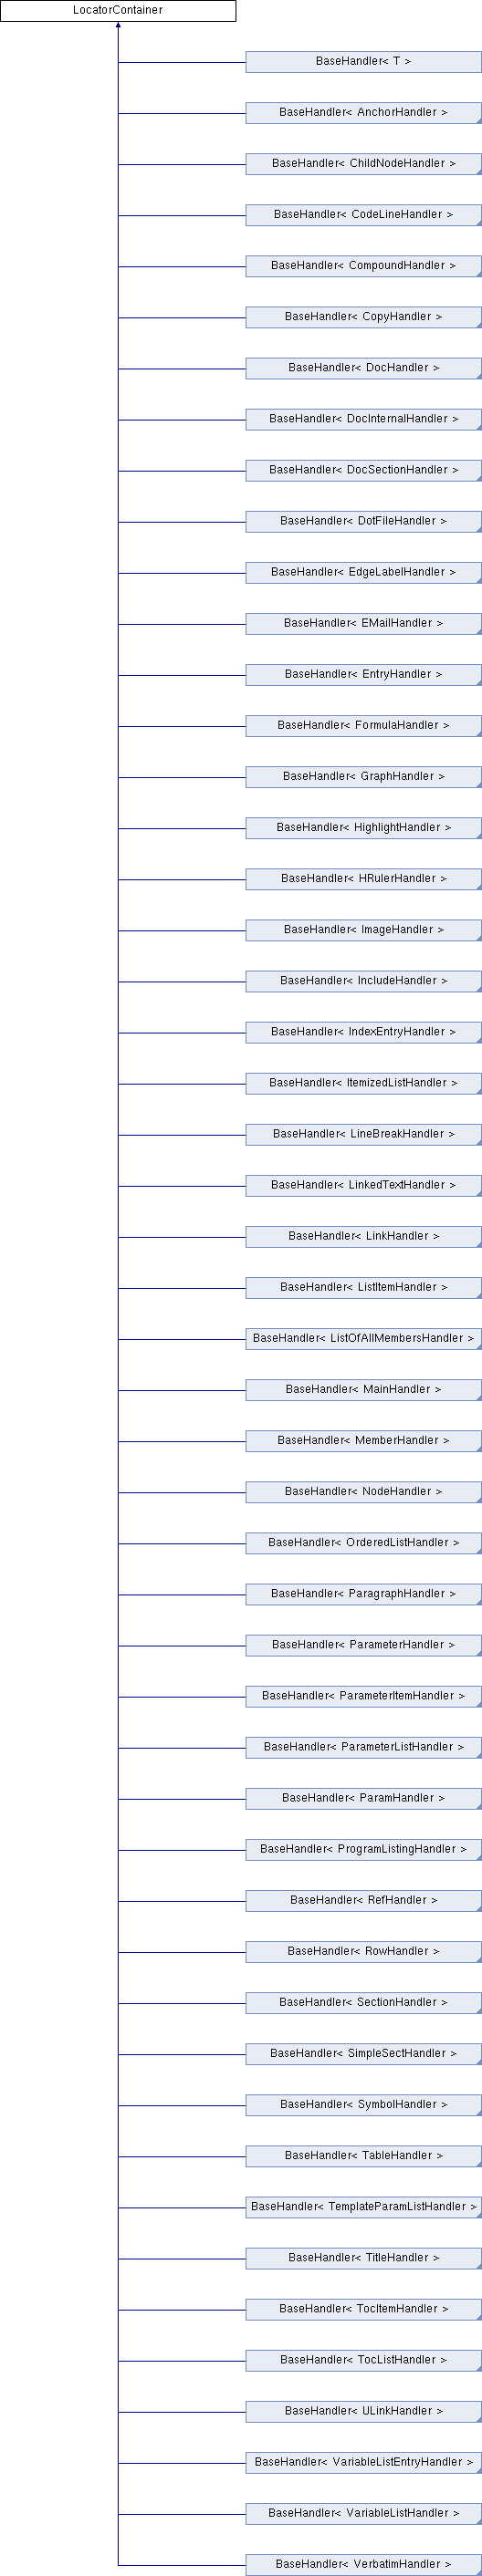 LocatorContainer
BaseHandler< T >
BaseHandler< AnchorHandler >
BaseHandler< ChildNodeHandler >
BaseHandler< CodeLineHandler >
BaseHandler< CompoundHandler >
BaseHandler< CopyHandler >
BaseHandler< DocHandler >
BaseHandler< DocInternalHandler >
BaseHandler< DocSectionHandler >
BaseHandler< DotFileHandler >
BaseHandler< EdgeLabelHandler >
BaseHandler< EMailHandler >
BaseHandler< EntryHandler >
BaseHandler< FormulaHandler >
BaseHandler< GraphHandler >
BaseHandler< HighlightHandler >
BaseHandler< HRulerHandler >
BaseHandler< ImageHandler >
BaseHandler< IncludeHandler >
BaseHandler< IndexEntryHandler >
BaseHandler< ItemizedListHandler >
BaseHandler< LineBreakHandler >
BaseHandler< LinkedTextHandler >
BaseHandler< LinkHandler >
BaseHandler< ListItemHandler >
BaseHandler< ListOfAllMembersHandler >
BaseHandler< MainHandler >
BaseHandler< MemberHandler >
BaseHandler< NodeHandler >
BaseHandler< OrderedListHandler >
BaseHandler< ParagraphHandler >
BaseHandler< ParameterHandler >
BaseHandler< ParameterItemHandler >
BaseHandler< ParameterListHandler >
BaseHandler< ParamHandler >
BaseHandler< ProgramListingHandler >
BaseHandler< RefHandler >
BaseHandler< RowHandler >
BaseHandler< SectionHandler >
BaseHandler< SimpleSectHandler >
BaseHandler< SymbolHandler >
BaseHandler< TableHandler >
BaseHandler< TemplateParamListHandler >
BaseHandler< TitleHandler >
BaseHandler< TocItemHandler >
BaseHandler< TocListHandler >
BaseHandler< ULinkHandler >
BaseHandler< VariableListEntryHandler >
BaseHandler< VariableListHandler >
BaseHandler< VerbatimHandler >